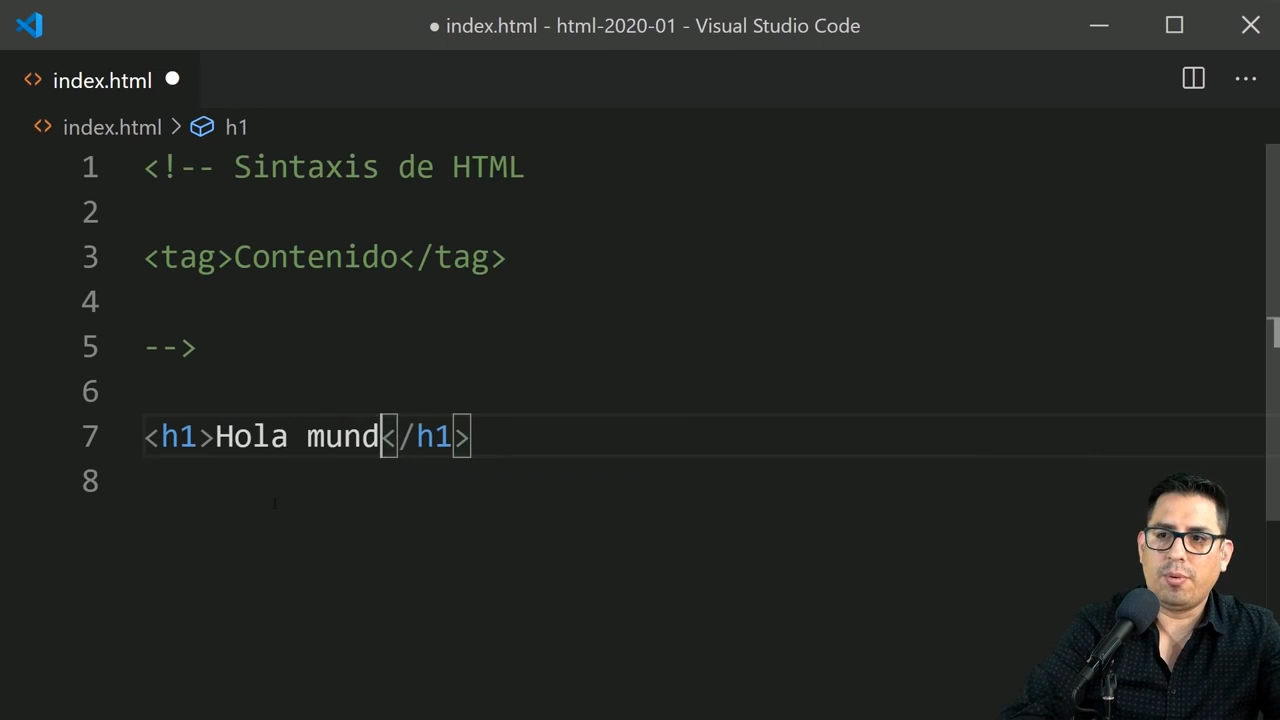 ● index.html - html-2020-01 - Visual Studio Code
index.html ●
index.html > h1
1 <!-- Sintaxis de HTML
2
3 <tag>Contenido</tag>
4
5 -->
6
7 <h1>Hola mund</h1>
8